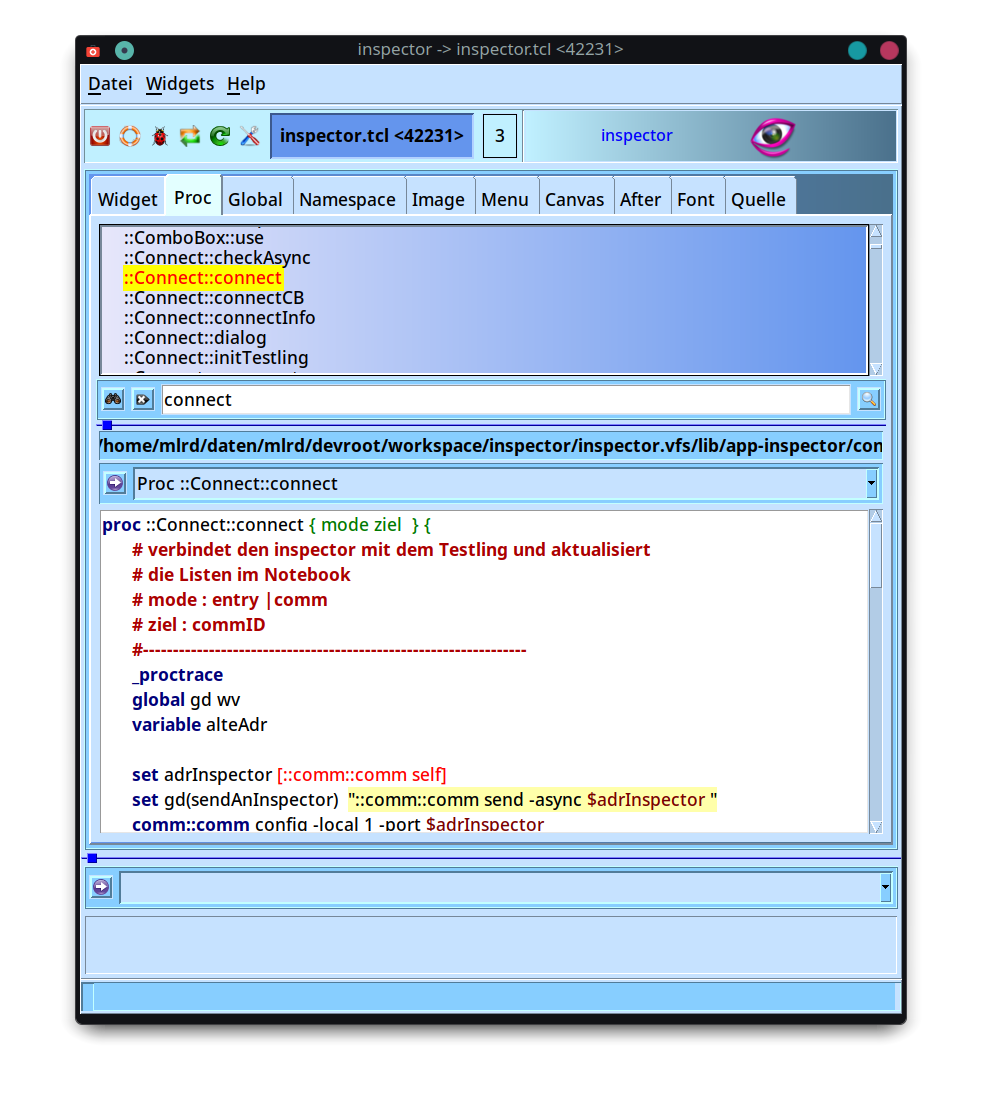 inspector -> inspector.tcl <42231>
Datei Widgets Help
inspector.tcl <42231> 3 inspector
Widget Proc Global Namespace Image Menu Canvas After Font Quelle
::ComboBox::use
::Connect::checkAsync
::Connect::connect
::Connect::connectCB
::Connect::connectInfo
::Connect::dialog
::Connect::initTestling
connect
/home/mlrd/daten/mlrd/devroot/workspace/inspector/inspector.vfs/lib/app-inspector/con
Proc ::Connect::connect
proc ::Connect::connect { mode ziel  } {
# verbindet den inspector mit dem Testling und aktualisiert
# die Listen im Notebook
# mode : entry |comm
# ziel : commID
#----------------------------------------------------------------
_proctrace
global gd wv
variable alteAdr
set adrInspector [::comm::comm self]
set gd(sendAnInspector)  "::comm::comm send -async $adrInspector "
comm::comm config -local 1 -port $adrInspector